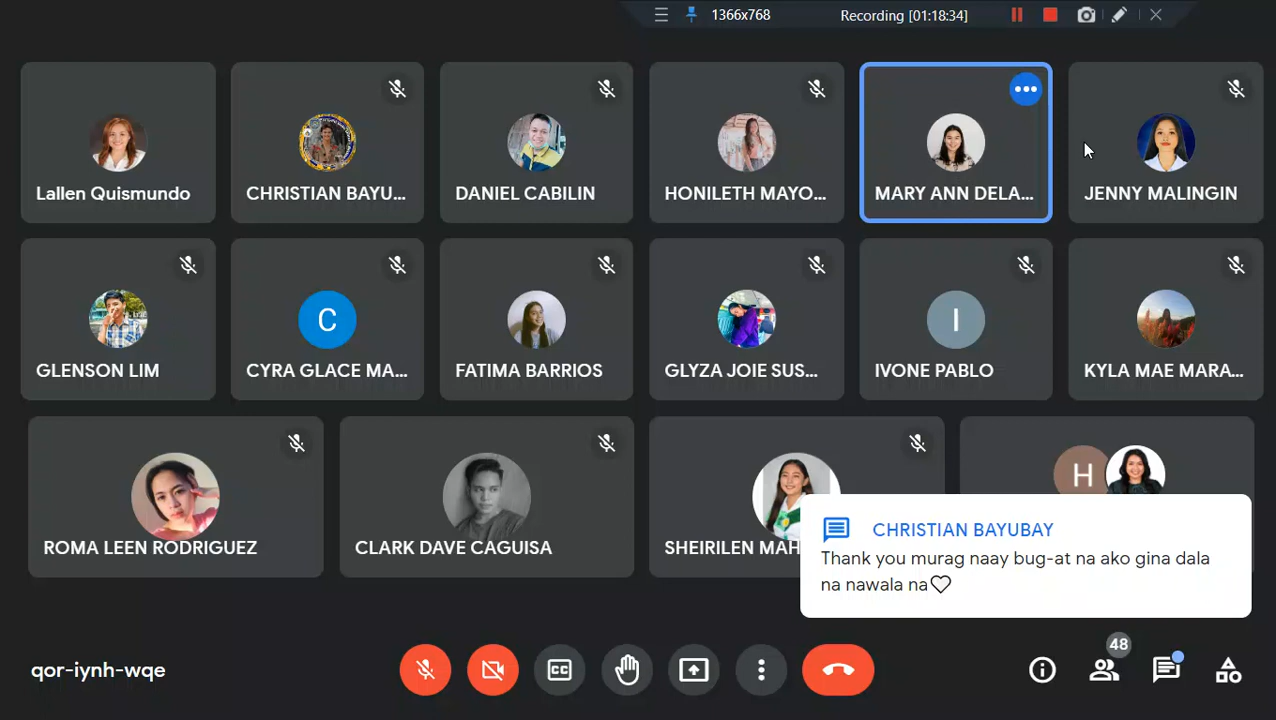 1366x768 Recording [01:18:34]
Lallen Quismundo
CHRISTIAN BAYU...
DANIEL CABILIN
HONILETH MAYO...
MARY ANN DELA...
JENNY MALINGIN
GLENSON LIM
C
CYRA GLACE MA...
FATIMA BARRIOS
GLYZA JOIE SUS...
I
IVONE PABLO
KYLA MAE MARA...
ROMA LEEN RODRIGUEZ
CLARK DAVE CAGUISA
SHEIRILEN MAH
H
CHRISTIAN BAYUBAY
Thank you murag naay bug-at na ako gina dala
na nawala na♡
qor-iynh-wqe
CC
48